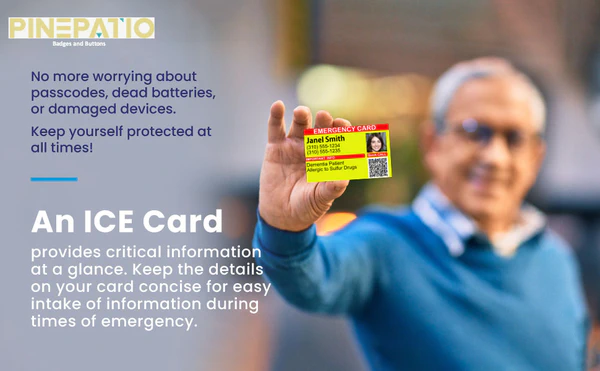 PINEPATIO
Badges and Buttons
No more worrying about
passcodes, dead batteries,
or damaged devices.
Keep yourself protected at
all times!
An ICE Card
provides critical information
at a glance. Keep the details
on your card concise for easy
intake of information during
times of emergency.
EMERGENCY CARD
Janel Smith
(310) 555-1234
(310) 555-1235
IMPORTANT INFO
Dementia Patient
Allergic to Sulfur Drugs